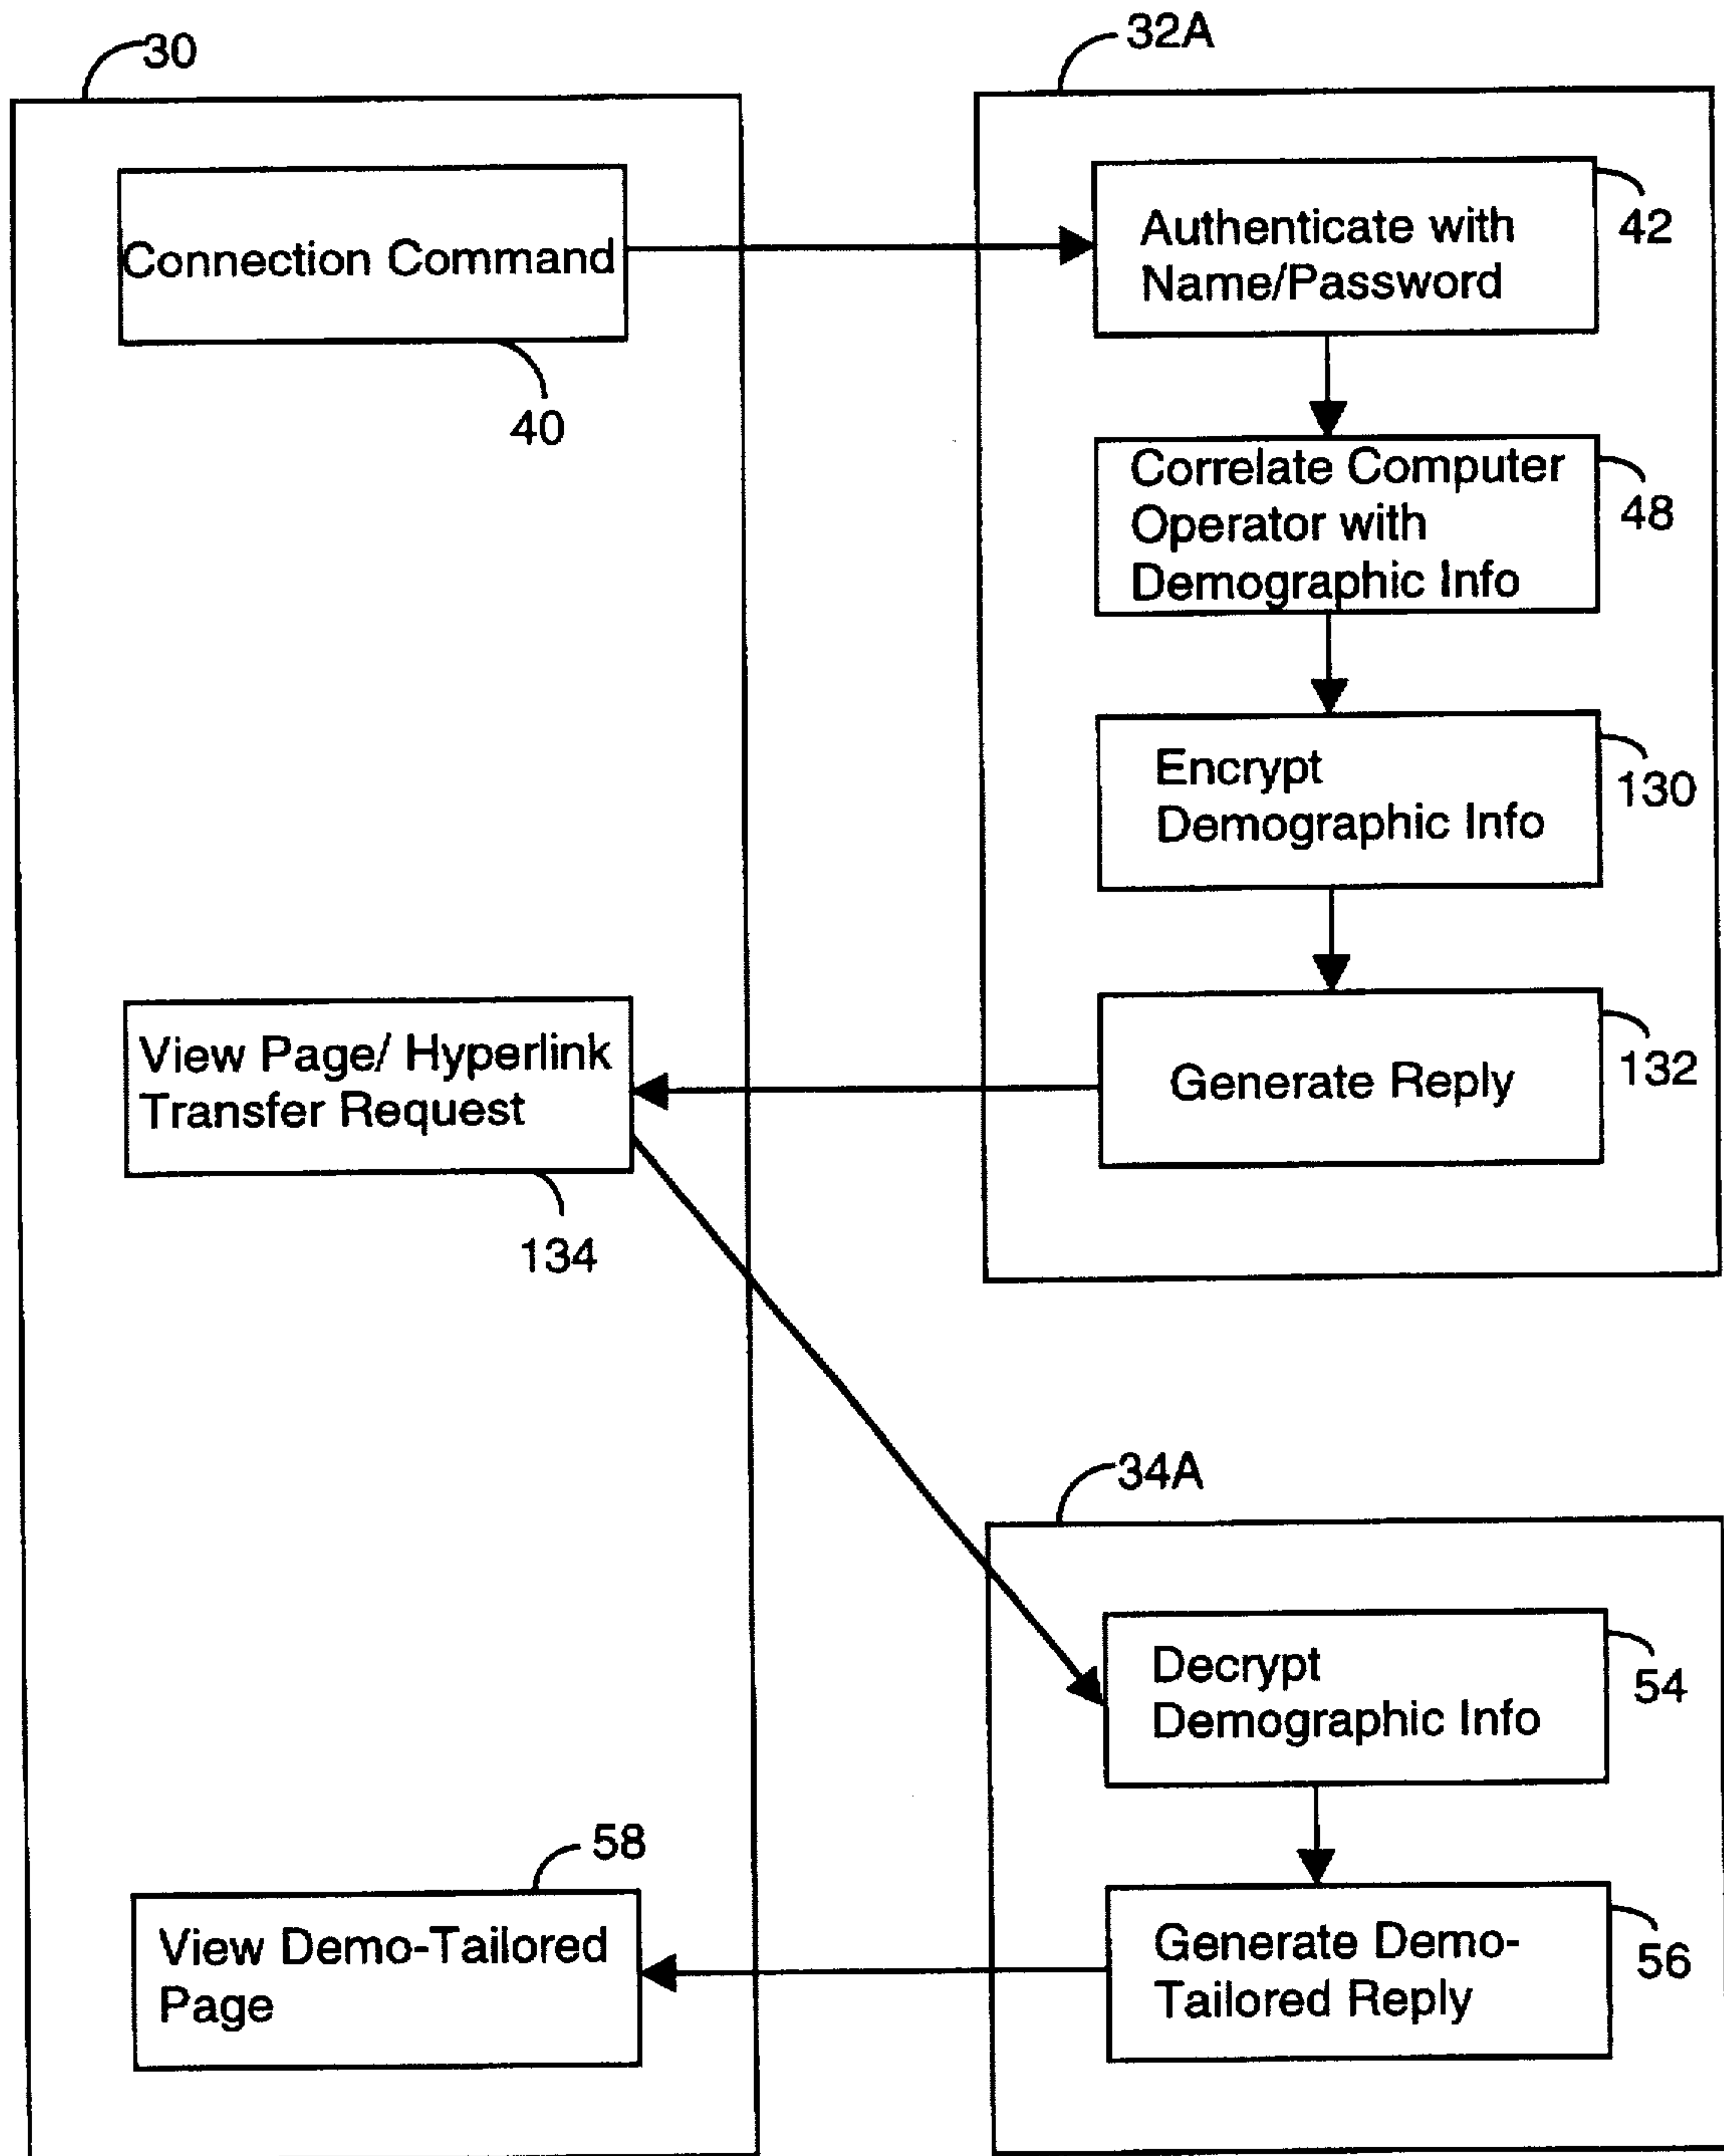 30
32A
Connection Command
40
Authenticate with
Name/Password
42
Correlate Computer
Operator with
Demographic Info
48
Encrypt
Demographic Info
130
View Page/ Hyperlink
Transfer Request
134
Generate Reply
132
34A
Decrypt
Demographic Info
54
58
View Demo-Tailored
Page
Generate Demo-
Tailored Reply
56